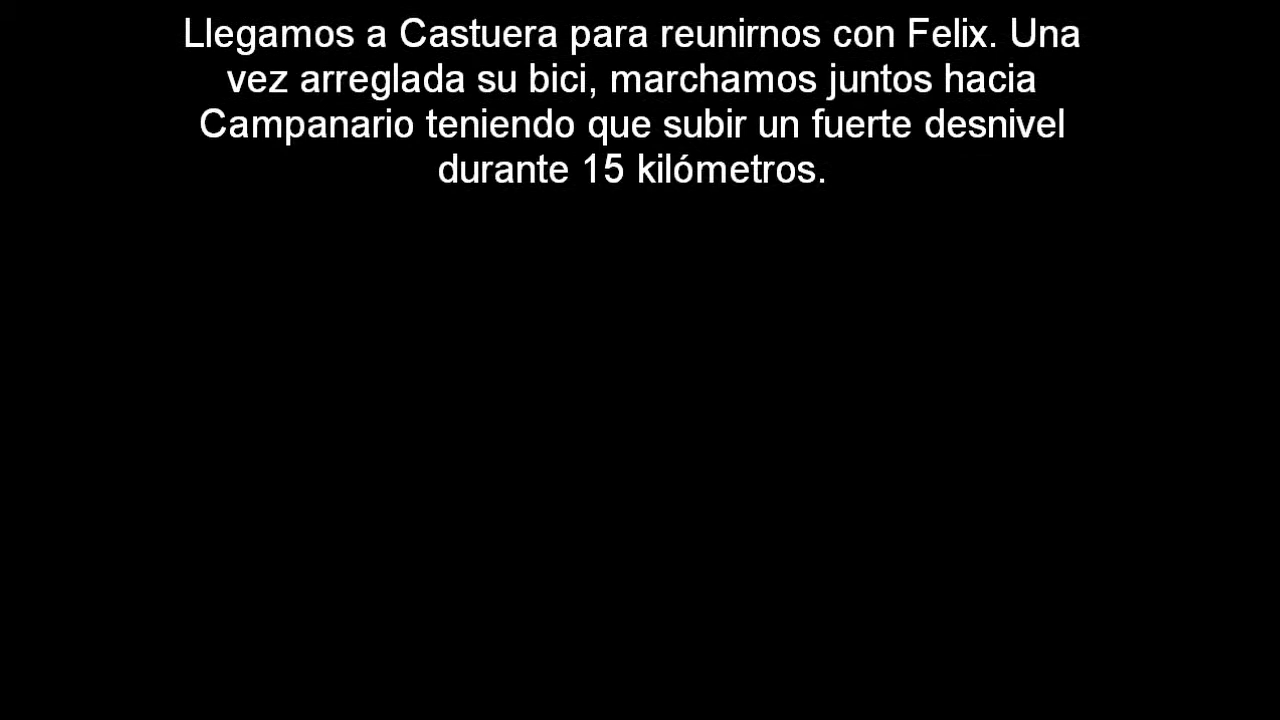 Llegamos a Castuera para reunirnos con Felix. Una
vez arreglada su bici, marchamos juntos hacia
Campanario teniendo que subir un fuerte desnivel
durante 15 kilómetros.